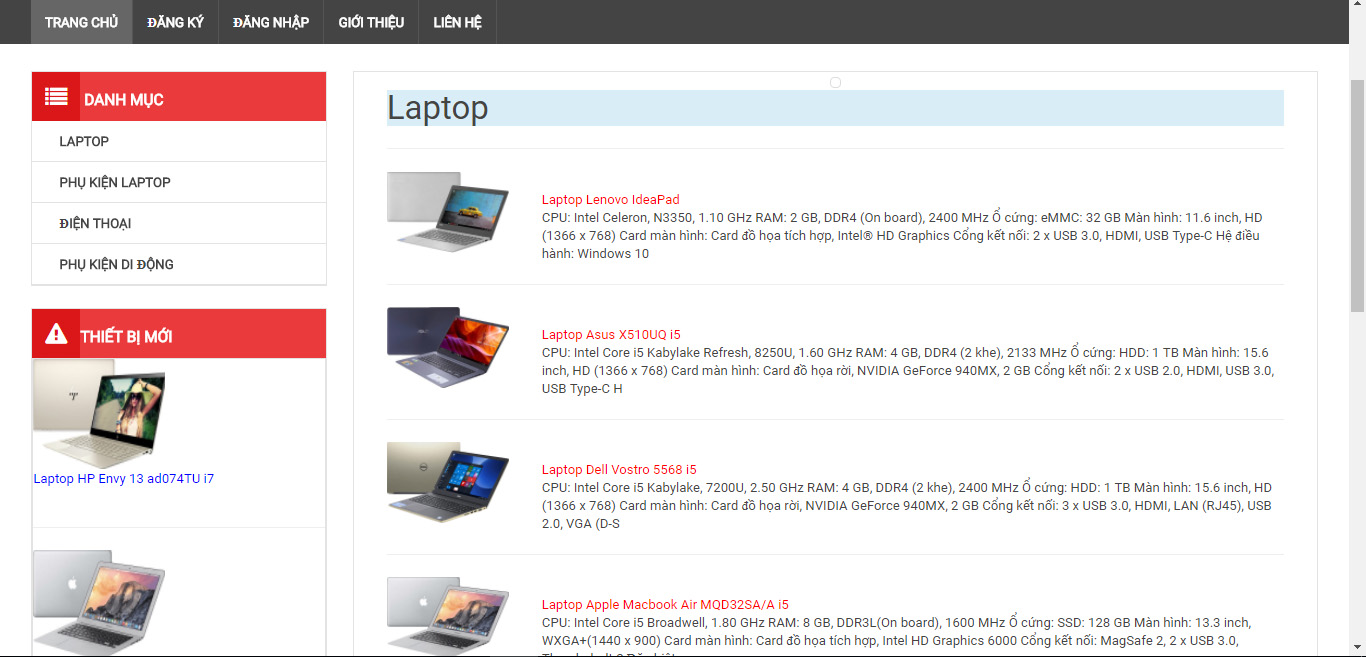 TRANG CHỦ ĐĂNG KÝ ĐĂNG NHẬP GIỚI THIỆU LIÊN HỆ
DANH MỤC
LAPTOP
PHỤ KIỆN LAPTOP
ĐIỆN THOẠI
PHỤ KIỆN DI ĐỘNG
THIẾT BỊ MỚI
Laptop HP Envy 13 ad074TU i7
Laptop
Laptop Lenovo IdeaPad
CPU: Intel Celeron, N3350, 1.10 GHz RAM: 2 GB, DDR4 (On board), 2400 MHz Ổ cứng: eMMC: 32 GB Màn hình: 11.6 inch, HD
(1366 x 768) Card màn hình: Card đồ họa tích hợp, Intel® HD Graphics Cổng kết nối: 2 x USB 3.0, HDMI, USB Type-C Hệ điều
hành: Windows 10
Laptop Asus X510UQ i5
CPU: Intel Core i5 Kabylake Refresh, 8250U, 1.60 GHz RAM: 4 GB, DDR4 (2 khe), 2133 MHz Ổ cứng: HDD: 1 TB Màn hình: 15.6
inch, HD (1366 x 768) Card màn hình: Card đồ họa rời, NVIDIA GeForce 940MX, 2 GB Cổng kết nối: 2 x USB 2.0, HDMI, USB 3.0,
USB Type-C H
Laptop Dell Vostro 5568 i5
CPU: Intel Core i5 Kabylake, 7200U, 2.50 GHz RAM: 4 GB, DDR4 (2 khe), 2400 MHz Ổ cứng: HDD: 1 TB Màn hình: 15.6 inch, HD
(1366 x 768) Card màn hình: Card đồ họa rời, NVIDIA GeForce 940MX, 2 GB Cổng kết nối: 3 x USB 3.0, HDMI, LAN (RJ45), USB
2.0, VGA (D-S
Laptop Apple Macbook Air MQD32SA/A i5
CPU: Intel Core i5 Broadwell, 1.80 GHz RAM: 8 GB, DDR3L(On board), 1600 MHz Ổ cứng: SSD: 128 GB Màn hình: 13.3 inch,
WXGA+(1440 x 900) Card màn hình: Card đồ họa tích hợp, Intel HD Graphics 6000 Cổng kết nối: MagSafe 2, 2 x USB 3.0,